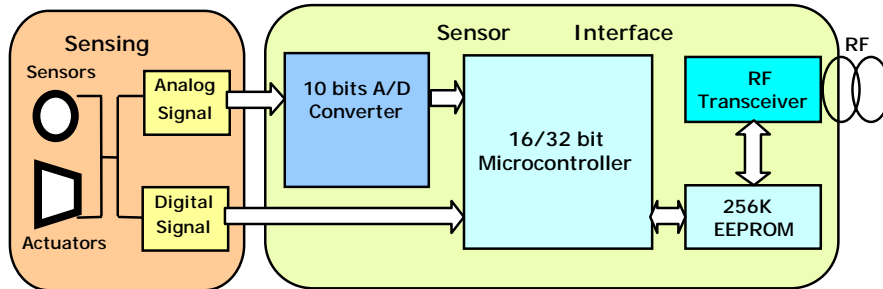 Sensing
Sensors
Actuators
Analog
Signal
Digital
Signal
Sensor Interface
10 bits A/D
Converter
16/32 bit
Microcontroller
RF
Transceiver
256K
EEPROM
RF